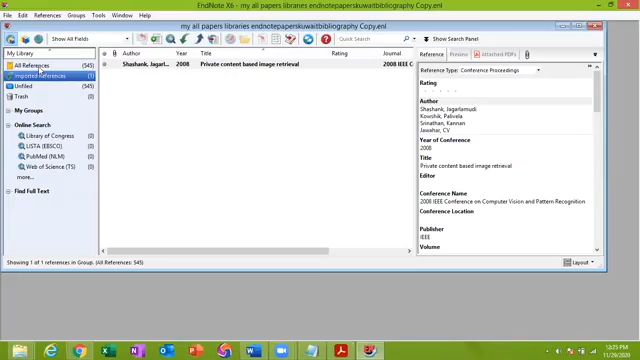 EndNote X6 - my all papers libraries endnotepaperskuwaitbibliography Copy.enl
Edit References Groups Tools Window Help
my all papers libraries endnotepaperskuwaitbibliography Copy.enl
Show All Fields
Quick Search
Show Search Panel
My Library
All References (545)
Imported References (1)
Unfiled (545)
Trash (0)
My Groups
Online Search
Library of Congress (0)
LISTA (EBSCO) (0)
PubMed (NLM) (0)
Web of Science (TS) (0)
more...
Find Full Text
Author Year Title Rating Journal
Shashank, Jagarl... 2008 Private content based image retrieval 2008 IEEE C
Reference Preview Attached PDFs
Reference Type: Conference Proceedings
Rating
Author
Shashank, Jagarlamudi
Kowshik, Palivela
Srinathan, Kannan
Jawahar, CV
Year of Conference
2008
Title
Private content based image retrieval
Editor
Conference Name
2008 IEEE Conference on Computer Vision and Pattern Recognition
Conference Location
Publisher
IEEE
Volume
Showing 1 of 1 references in Group. (All References: 545)
Layout
12:25 PM
11/29/2020